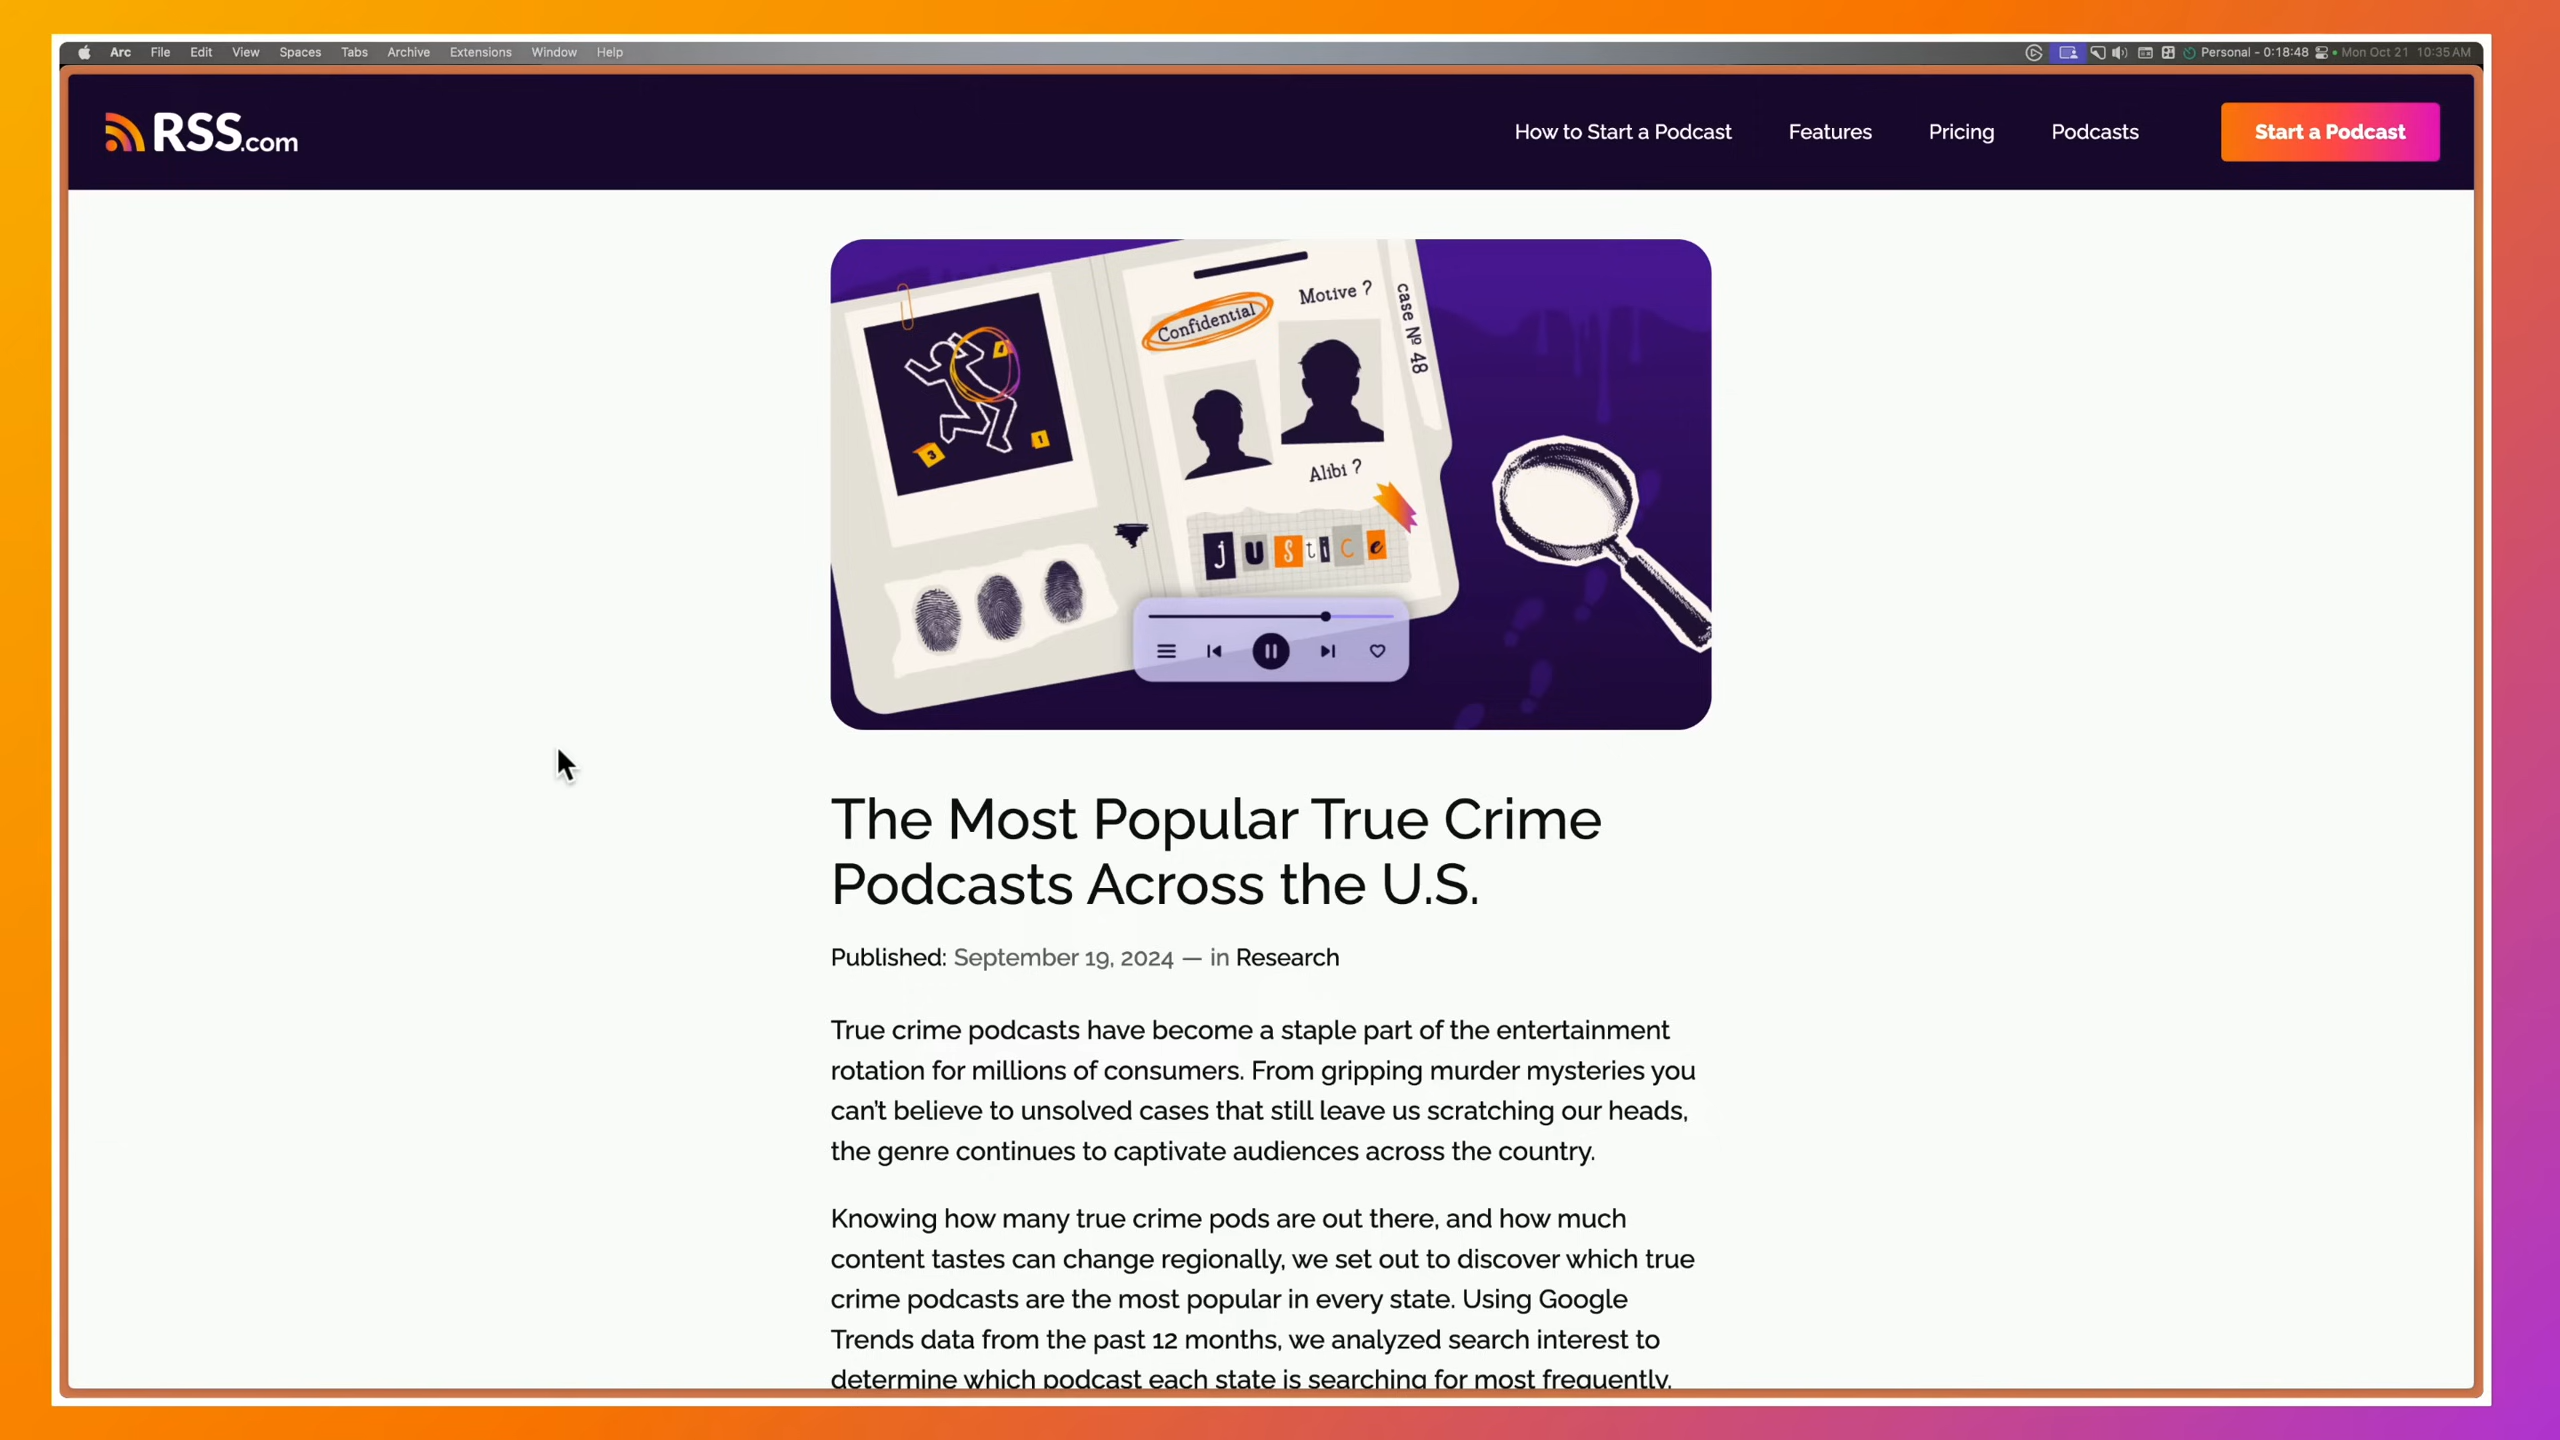 Arc File Edit View Spaces Tabs Archive Extensions Window Help
Personal - 0:18:48 Mon Oct 21 10:35 AM
RSS.com
How to Start a Podcast Features Pricing Podcasts Start a Podcast
Confidential
Motive ?
case № 48
4
3
1
Alibi ?
justice
The Most Popular True Crime
Podcasts Across the U.S.
Published: September 19, 2024 — in Research
True crime podcasts have become a staple part of the entertainment
rotation for millions of consumers. From gripping murder mysteries you
can't believe to unsolved cases that still leave us scratching our heads,
the genre continues to captivate audiences across the country.
Knowing how many true crime pods are out there, and how much
content tastes can change regionally, we set out to discover which true
crime podcasts are the most popular in every state. Using Google
Trends data from the past 12 months, we analyzed search interest to
determine which podcast each state is searching for most frequently.